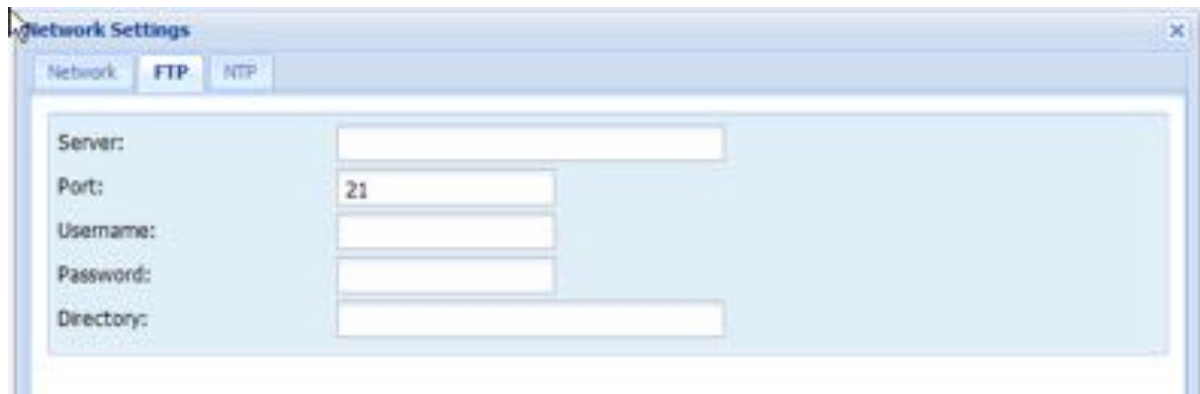 Network Settings
Network FTP NTP
Server:
Port: 21
Username:
Password:
Directory: